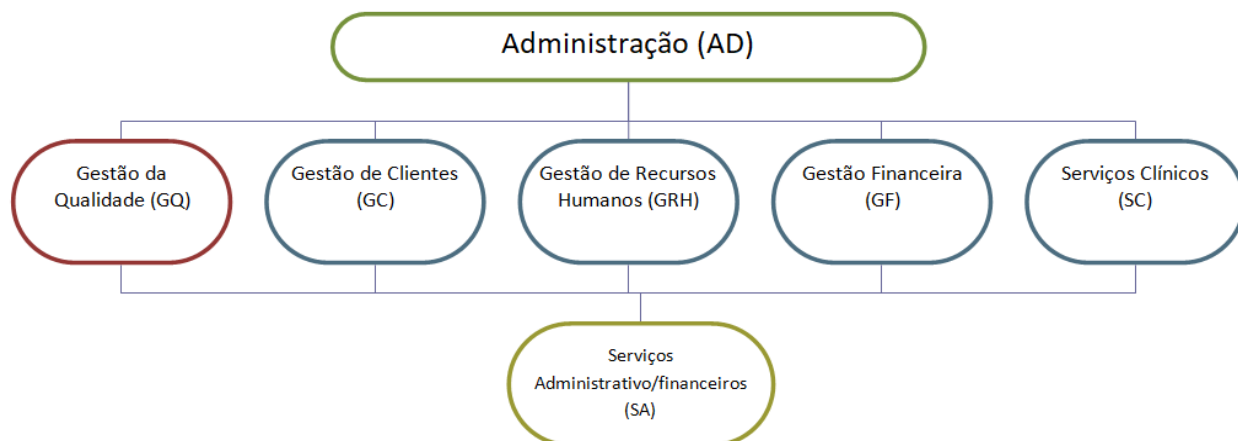 Administração (AD)
Gestão da
Qualidade (GQ)
Gestão de Clientes
(GC)
Gestão de Recursos
Humanos (GRH)
Gestão Financeira
(GF)
Serviços Clínicos
(SC)
Serviços
Administrativo/financeiros
(SA)